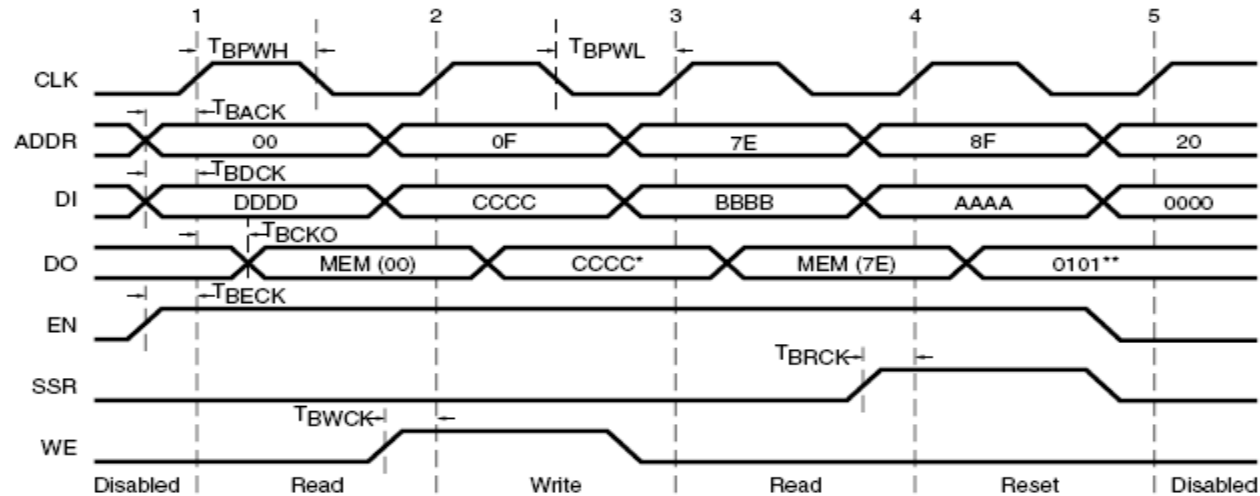 1 2 3 4 5
TBPWH TBPWL
CLK
TBACK
ADDR 00 0F 7E 8F 20
TBDCK
DI DDDD CCCC BBBB AAAA 0000
TBCKO
DO MEM (00) CCCC* MEM (7E) 0101**
TBECK
EN
TBRCK
SSR
TBWCK
WE
Disabled Read Write Read Reset Disabled